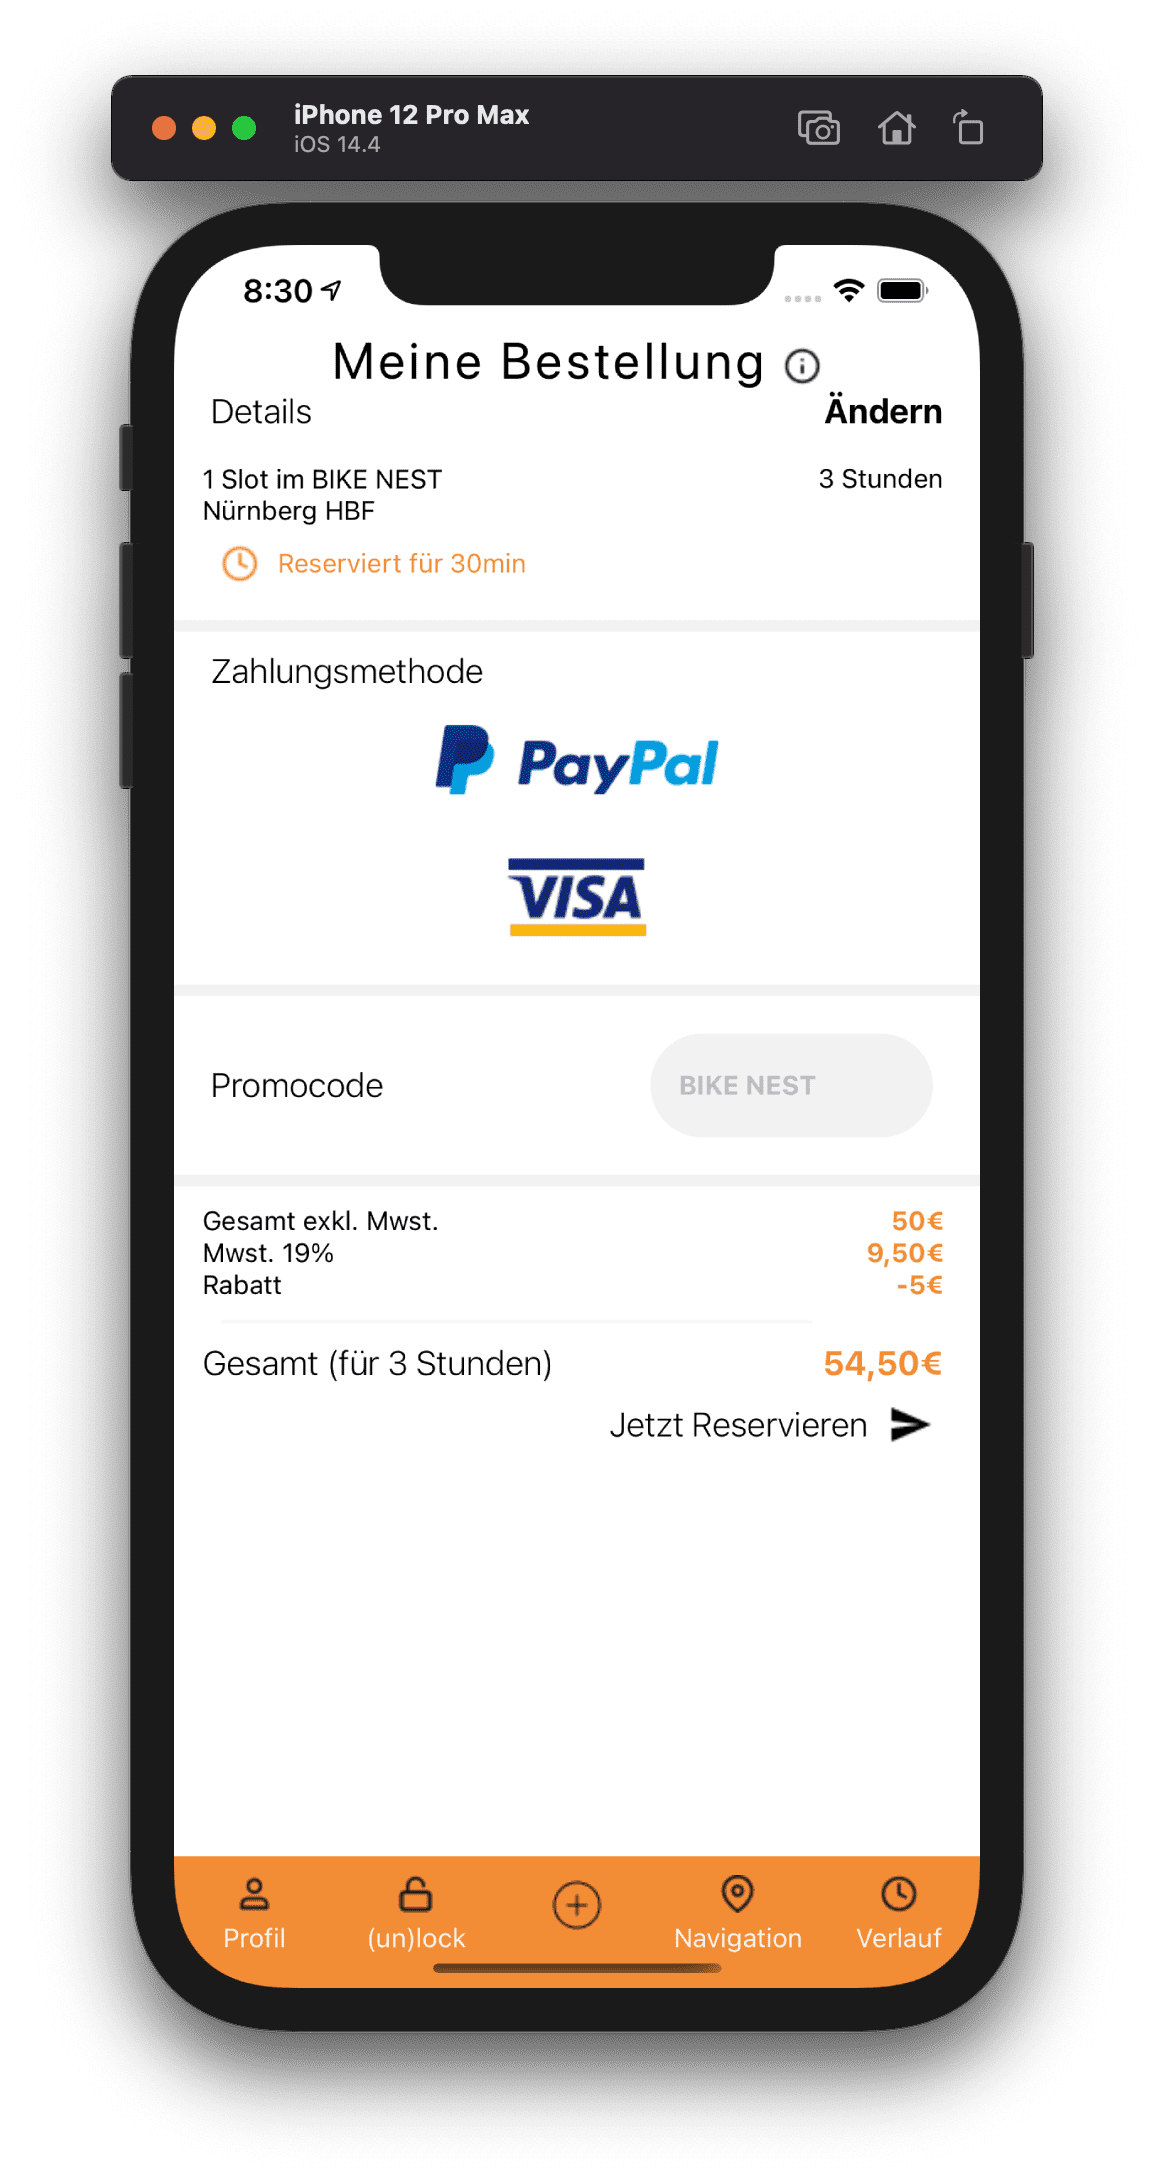 iPhone 12 Pro Max
iOS 14.4
8:30
Meine Bestellung
Details Ändern
1 Slot im BIKE NEST 3 Stunden
Nürnberg HBF
Reserviert für 30min
Zahlungsmethode
PayPal
VISA
Promocode BIKE NEST
Gesamt exkl. Mwst. 50€
Mwst. 19% 9,50€
Rabatt -5€
Gesamt (für 3 Stunden) 54,50€
Jetzt Reservieren
Profil (un)lock Navigation Verlauf